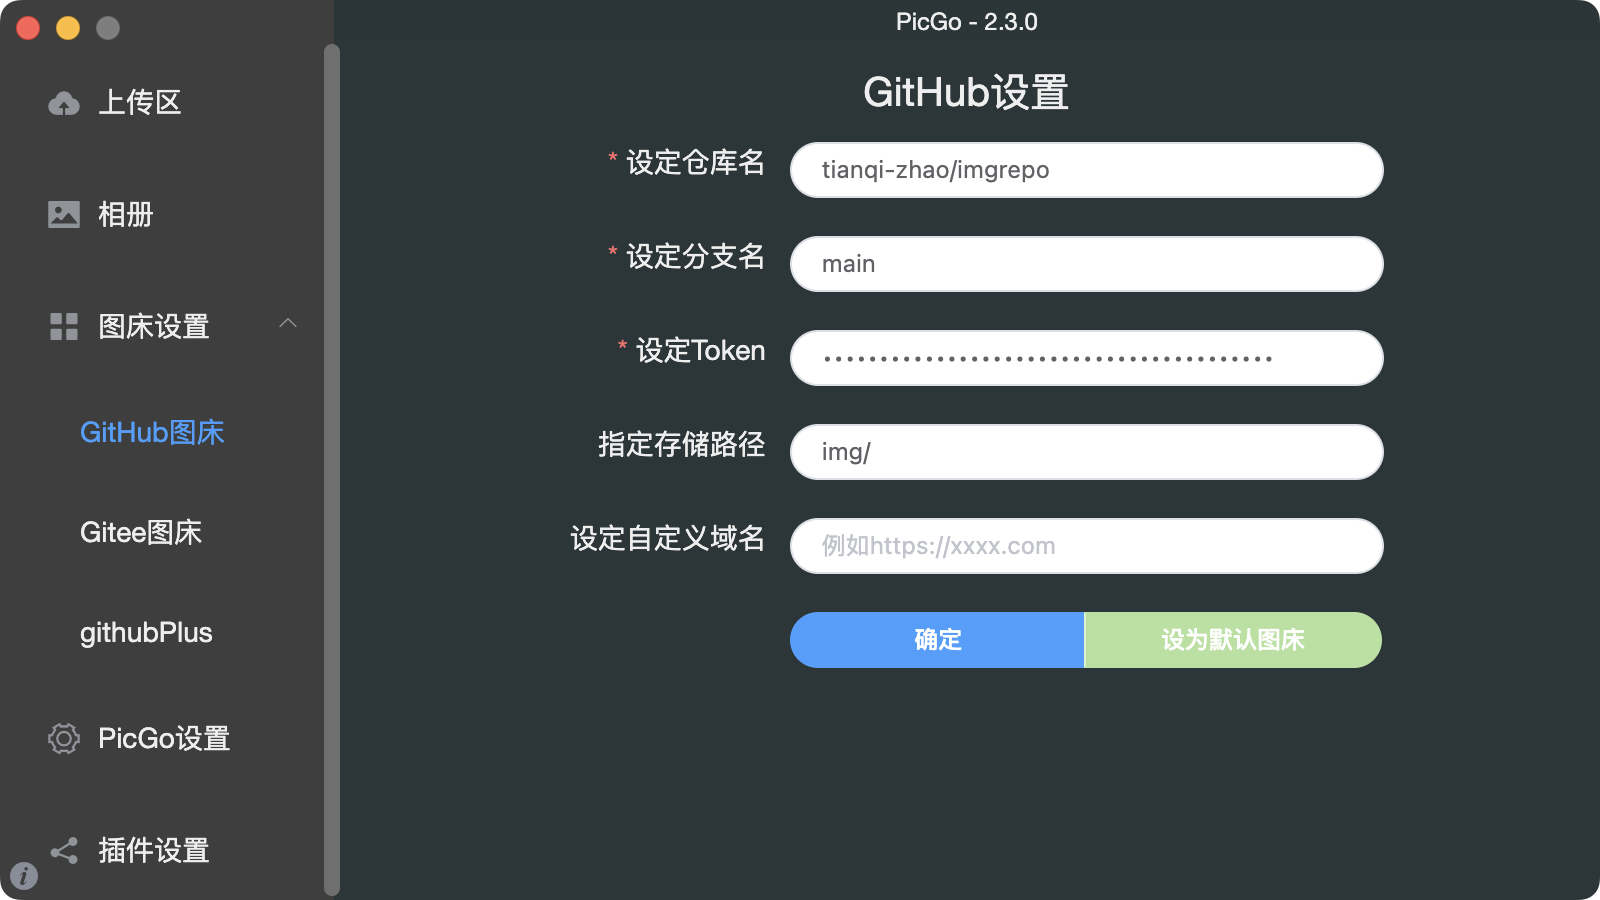 PicGo - 2.3.0
上传区
相册
图床设置
GitHub图床
Gitee图床
githubPlus
PicGo设置
插件设置
i
GitHub设置
* 设定仓库名
tianqi-zhao/imgrepo
* 设定分支名
main
* 设定Token
••••••••••••••••••••••••••••••••••••••••
指定存储路径
img/
设定自定义域名
例如https://xxxx.com
确定
设为默认图床